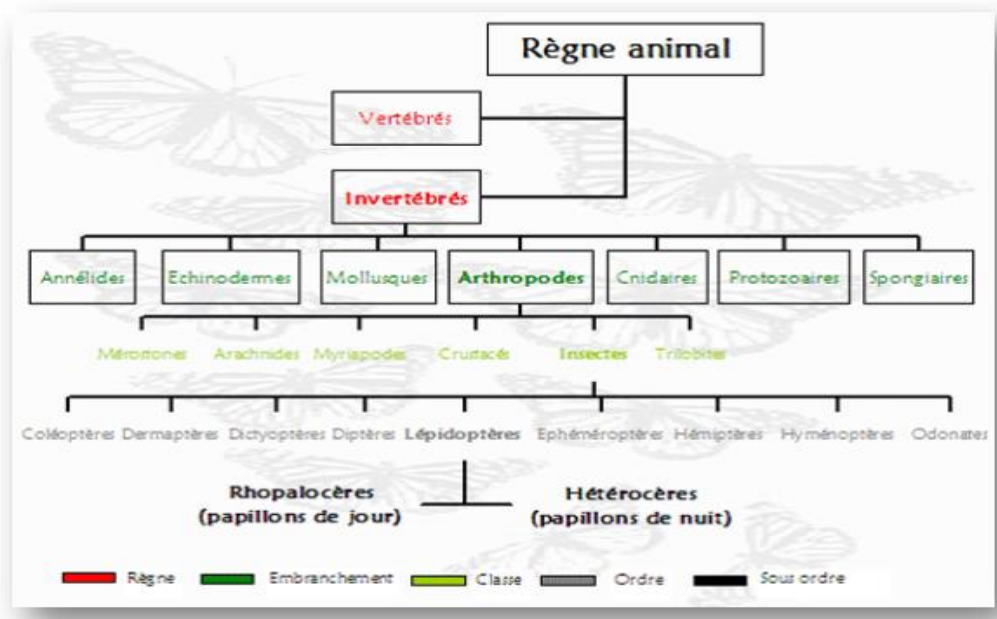 Règne animal
Vertébrés
Invertébrés
Annélides Echinodermes Mollusques Arthropodes Cnidaires Protozoaires Spongiaires
Mérostones Arachnides Myriapodes Crustacés Insectes Trilobites
Coléoptères Dermaptères Dictyoptères Diptères Lépidoptères Ephéméroptères Hémiptères Hyménoptères Odonates
Rhopalocères
(papillons de jour)
Hétérocères
(papillons de nuit)
Règne Embranchement Classe Ordre Sous ordre